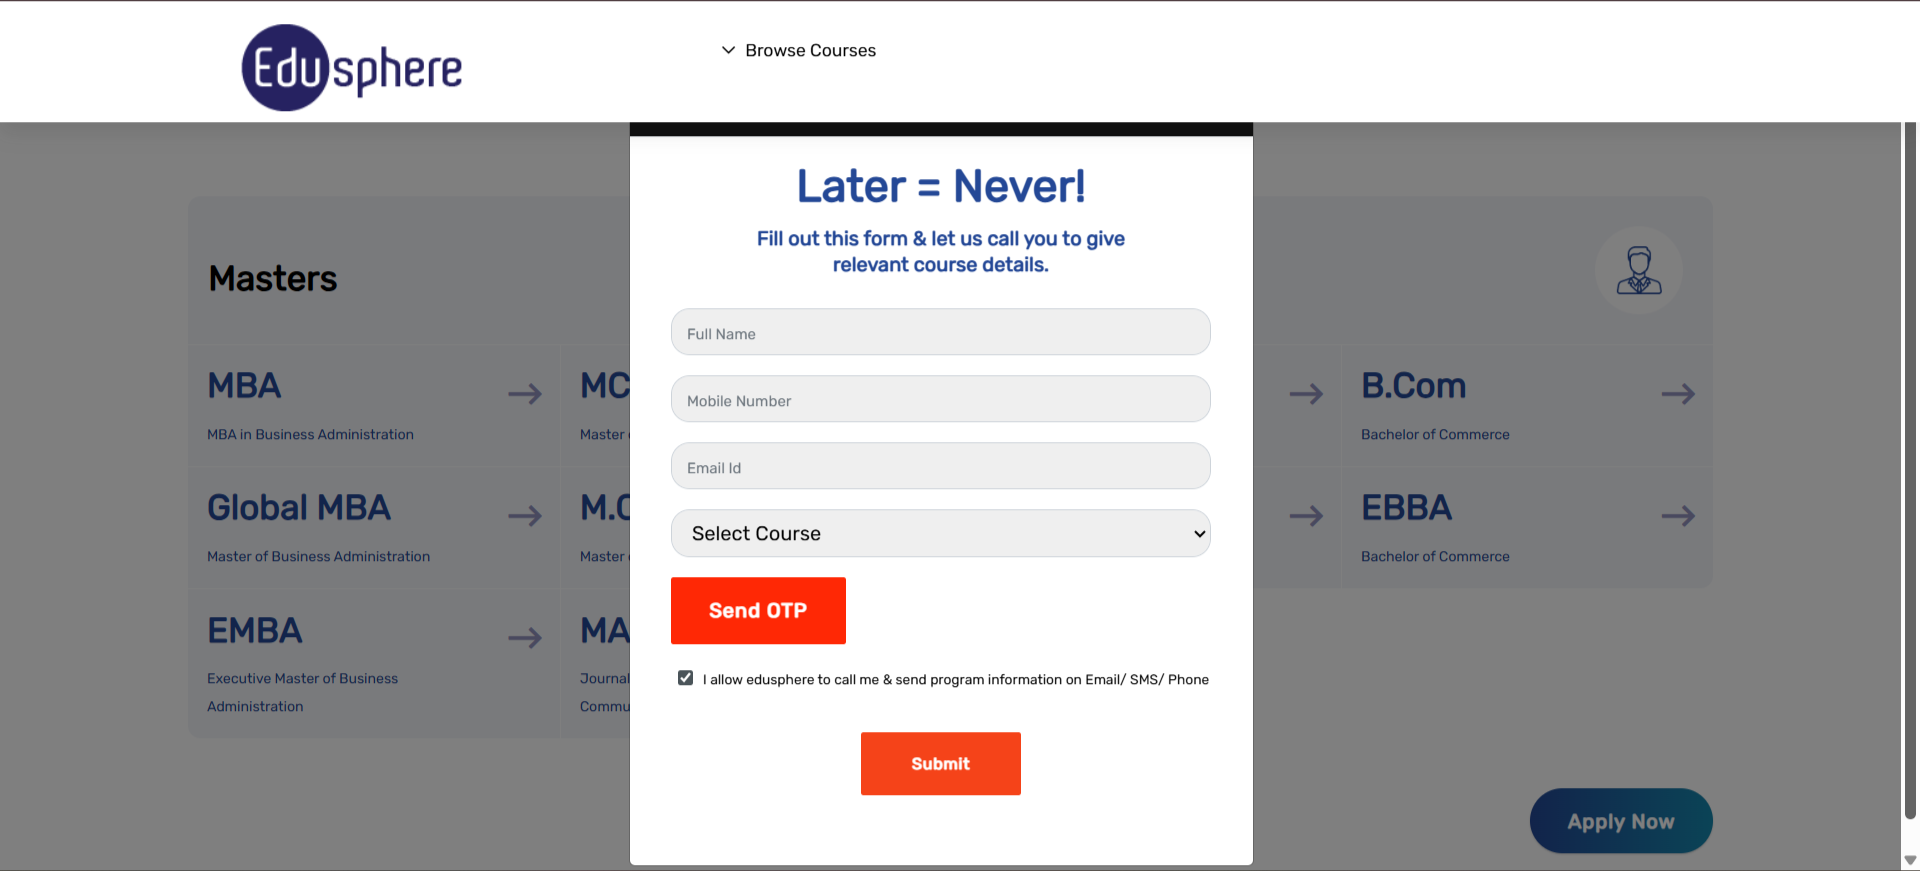 Edusphere
Browse Courses
Later = Never!
Fill out this form & let us call you to give
relevant course details.
Full Name
Mobile Number
Email Id
Select Course
Send OTP
I allow edusphere to call me & send program information on Email/ SMS/ Phone
Submit
Masters
MBA
MBA in Business Administration
MC
Master
B.Com
Bachelor of Commerce
Global MBA
Master of Business Administration
M.C
Master
EBBA
Bachelor of Commerce
EMBA
Executive Master of Business
Administration
MA
Journal
Commu
Apply Now